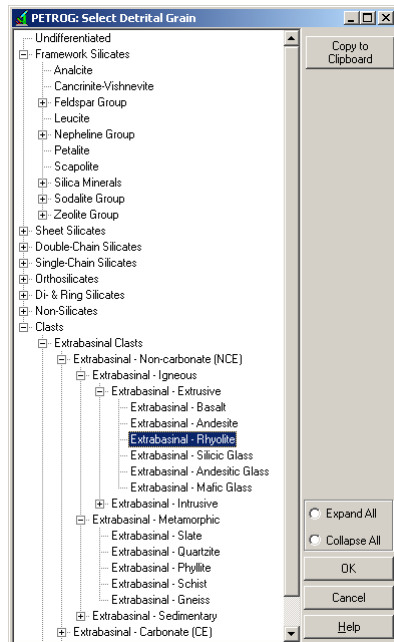 PETROG: Select Detrital Grain
Undifferentiated
Framework Silicates
Analcite
Cancrinite-Vishnevite
Feldspar Group
Leucite
Nepheline Group
Petalite
Scapolite
Silica Minerals
Sodalite Group
Zeolite Group
Sheet Silicates
Double-Chain Silicates
Single-Chain Silicates
Orthosilicates
Di- & Ring Silicates
Non-Silicates
Clasts
Extrabasinal Clasts
Extrabasinal - Non-carbonate (NCE)
Extrabasinal - Igneous
Extrabasinal - Extrusive
Extrabasinal - Basalt
Extrabasinal - Andesite
Extrabasinal - Rhyolite
Extrabasinal - Silicic Glass
Extrabasinal - Andesitic Glass
Extrabasinal - Mafic Glass
Extrabasinal - Intrusive
Extrabasinal - Metamorphic
Extrabasinal - Slate
Extrabasinal - Quartzite
Extrabasinal - Phyllite
Extrabasinal - Schist
Extrabasinal - Gneiss
Extrabasinal - Sedimentary
Extrabasinal - Carbonate (CE)
Copy to
Clipboard
Expand All
Collapse All
OK
Cancel
Help